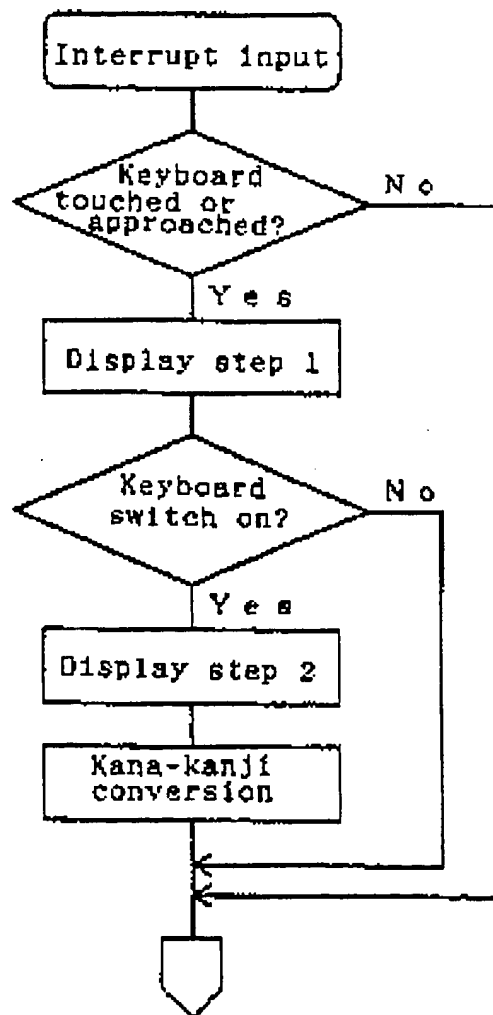 Interrupt input
Keyboard
touched or
approached?
No
Yes
Display step 1
Keyboard
switch on?
No
Yes
Display step 2
Kana-kanji
conversion